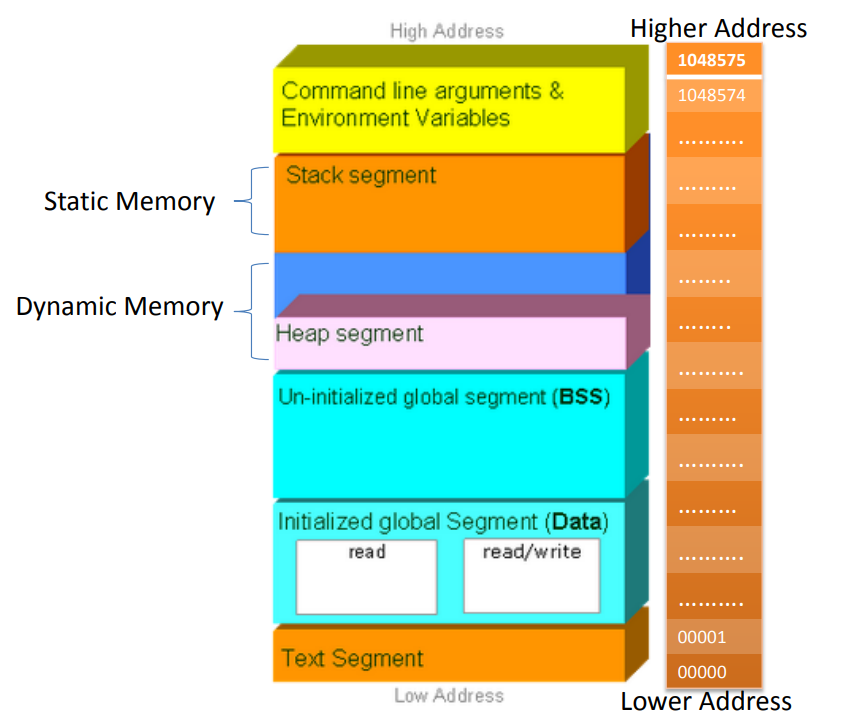 High Address
Higher Address
Command line arguments &
Environment Variables
Static Memory
Stack segment
Dynamic Memory
Heap segment
Un-initialized global segment (BSS)
Initialized global Segment (Data)
read
read/write
Text Segment
Low Address
1048575
1048574
……….
………
………
……..
……..
……….
………
……….
………
……….
……….
00001
00000
Lower Address